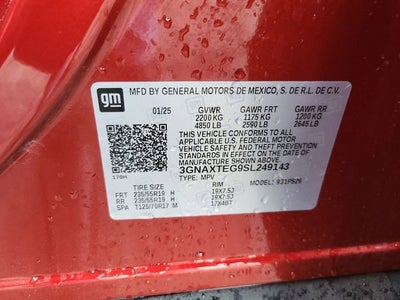 gm MFD BY GENERAL MOTORS DE MEXICO, S. DE R.L. DE C.V.
01/25 GVWR GAWR FRT GAWR RR
2200 KG 1175 KG 1200 KG
4850 LB 2590 LB 2645 LB
THIS VEHICLE CONFORMS TO ALL
APPLICABLE U.S. FEDERAL MOTOR
VEHICLE SAFETY AND THEFT PREVENTION
STANDARDS IN EFFECT ON THE DATE OF
MANUFACTURE SHOWN ABOVE.
3GNAXTEG9SL249143
TYPE: MPV MODEL:
TIRE SIZE RIM
FRT 235/55R19 H 19X7.5J
RR 235/55R19 H 19X7.5J
SPA T125/70R17 M 17X4BT